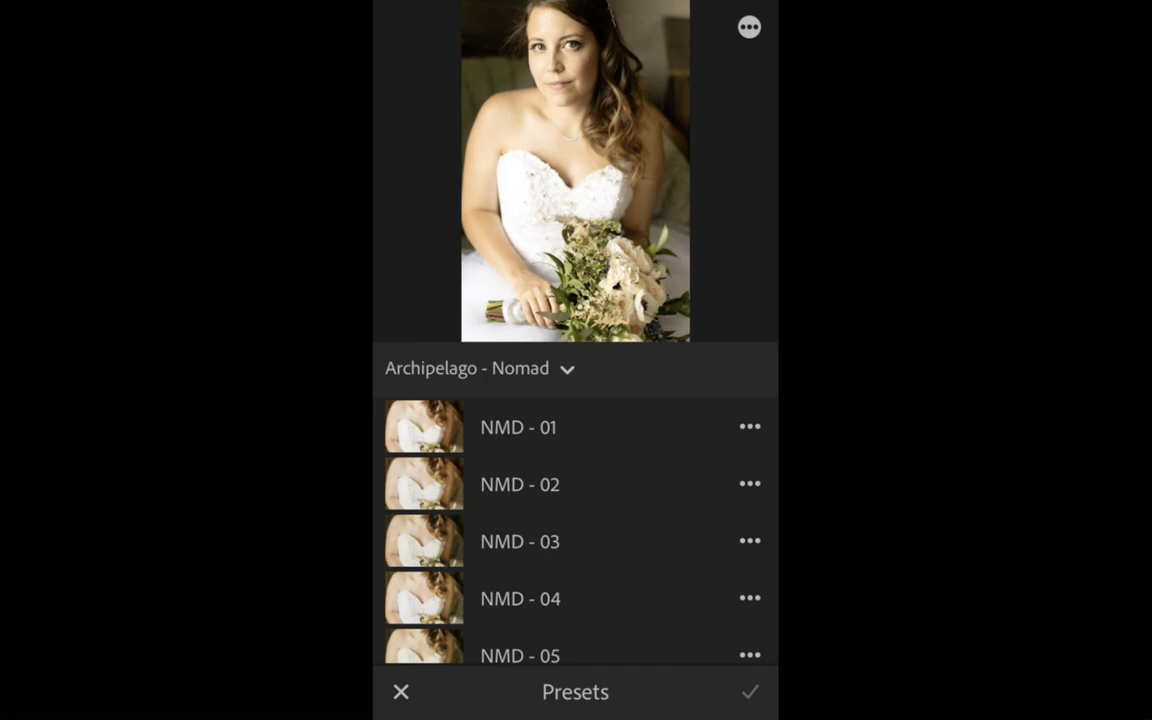 Archipelago - Nomad
NMD - 01
NMD - 02
NMD - 03
NMD - 04
NMD - 05
Presets